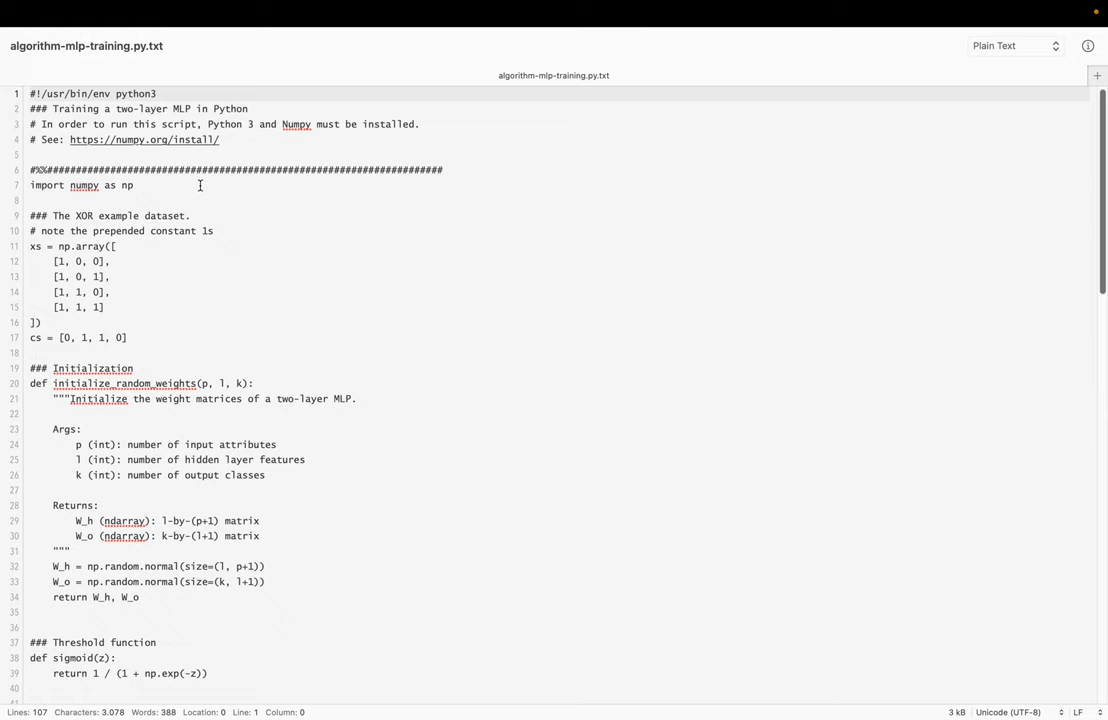 algorithm-mlp-training.py.txt
Plain Text
algorithm-mlp-training.py.txt
1 #!/usr/bin/env python3
2 ### Training a two-layer MLP in Python
3 # In order to run this script, Python 3 and Numpy must be installed.
4 # See: https://numpy.org/install/
5
6 #%%#####################################################################
7 import numpy as np
8
9 ### The XOR example dataset.
10 # note the prepended constant 1s
11 xs = np.array([
12     [1, 0, 0],
13     [1, 0, 1],
14     [1, 1, 0],
15     [1, 1, 1]
16 ])
17 cs = [0, 1, 1, 0]
18
19 ### Initialization
20 def initialize_random_weights(p, l, k):
21     """Initialize the weight matrices of a two-layer MLP.
22
23     Args:
24         p (int): number of input attributes
25         l (int): number of hidden layer features
26         k (int): number of output classes
27
28     Returns:
29         W_h (ndarray): l-by-(p+1) matrix
30         W_o (ndarray): k-by-(l+1) matrix
31     """
32     W_h = np.random.normal(size=(l, p+1))
33     W_o = np.random.normal(size=(k, l+1))
34     return W_h, W_o
35
36
37 ### Threshold function
38 def sigmoid(z):
39     return 1 / (1 + np.exp(-z))
40
Lines: 107 Characters: 3.078 Words: 388 Location: 0 Line: 1 Column: 0 3 kB Unicode (UTF-8) LF